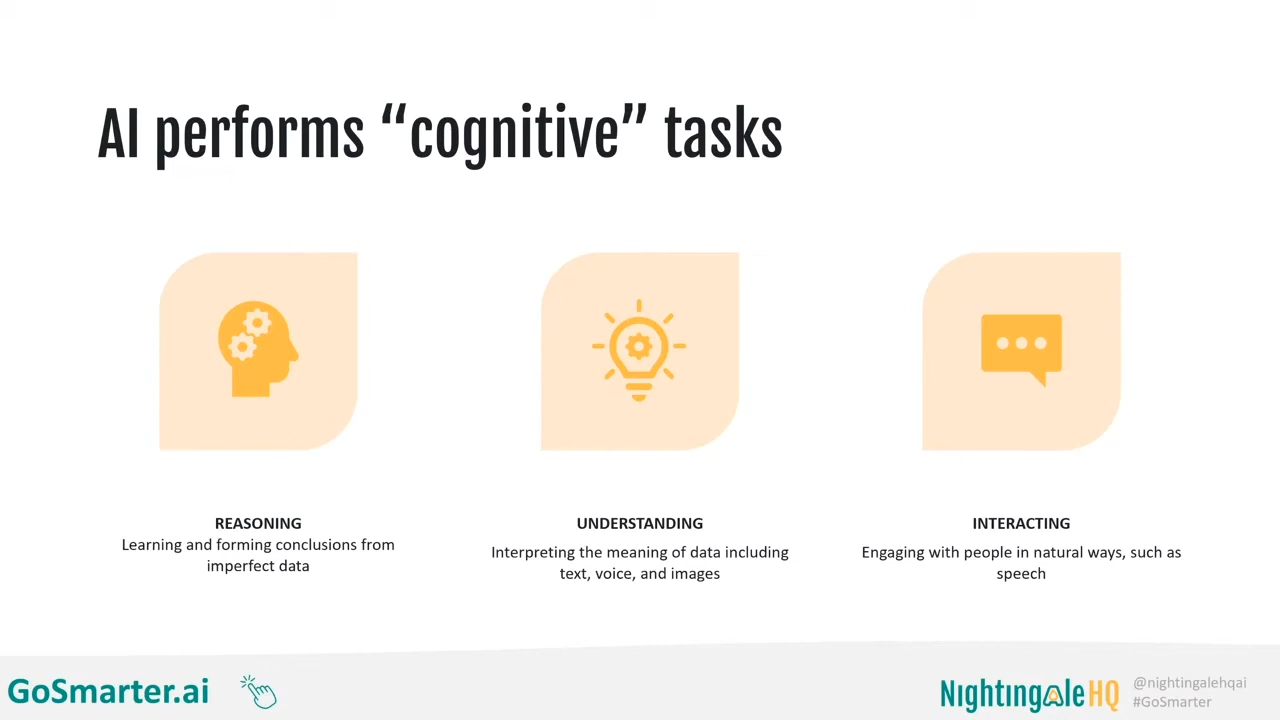 AI performs “cognitive” tasks
REASONING
Learning and forming conclusions from
imperfect data
UNDERSTANDING
Interpreting the meaning of data including
text, voice, and images
INTERACTING
Engaging with people in natural ways, such as
speech
GoSmarter.ai
NightingaleHQ
@nightingalehqai
#GoSmarter